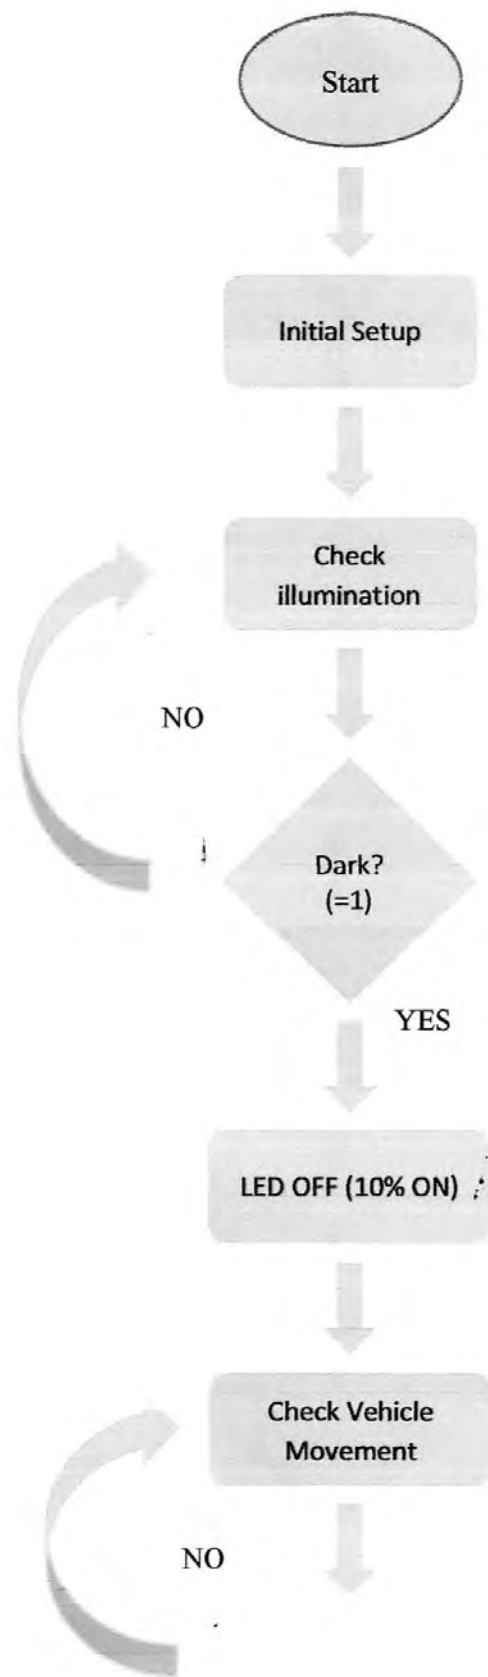 Start
Initial Setup
Check
illumination
NO
Dark?
(=1)
YES
LED OFF (10% ON)
Check Vehicle
Movement
NO